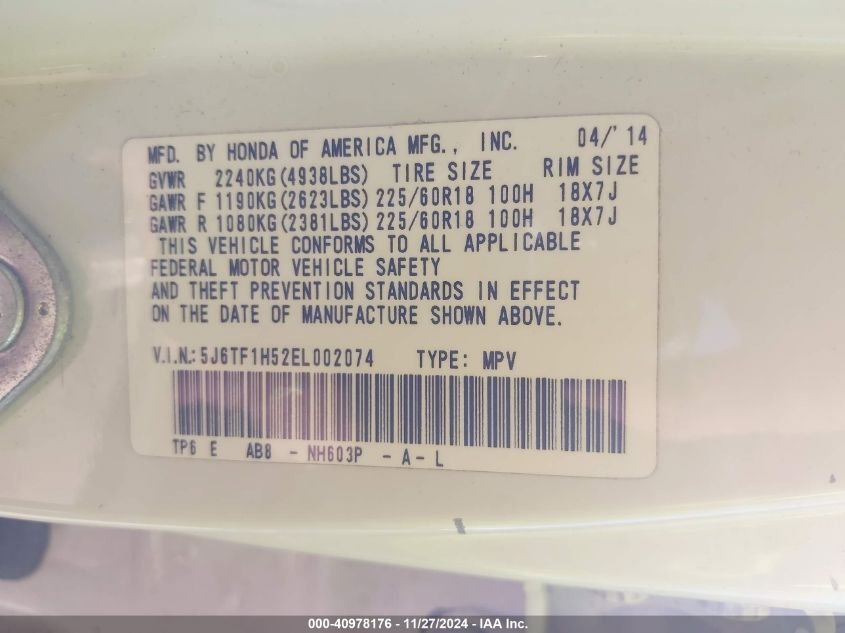 MFD. BY HONDA OF AMERICA MFG., INC. 04/'14
GVWR 2240KG(4938LBS) TIRE SIZE RIM SIZE
GAWR F 1190KG(2623LBS) 225/60R18 100H 18X7J
GAWR R 1080KG(2381LBS) 225/60R18 100H 18X7J
THIS VEHICLE CONFORMS TO ALL APPLICABLE
FEDERAL MOTOR VEHICLE SAFETY
AND THEFT PREVENTION STANDARDS IN EFFECT
ON THE DATE OF MANUFACTURE SHOWN ABOVE.
V.I.N.: 5J6TF1H52EL002074 TYPE: MPV
TP6 E AB8 - NH603P - A - L
000-40978176 - 11/27/2024 - IAA Inc.